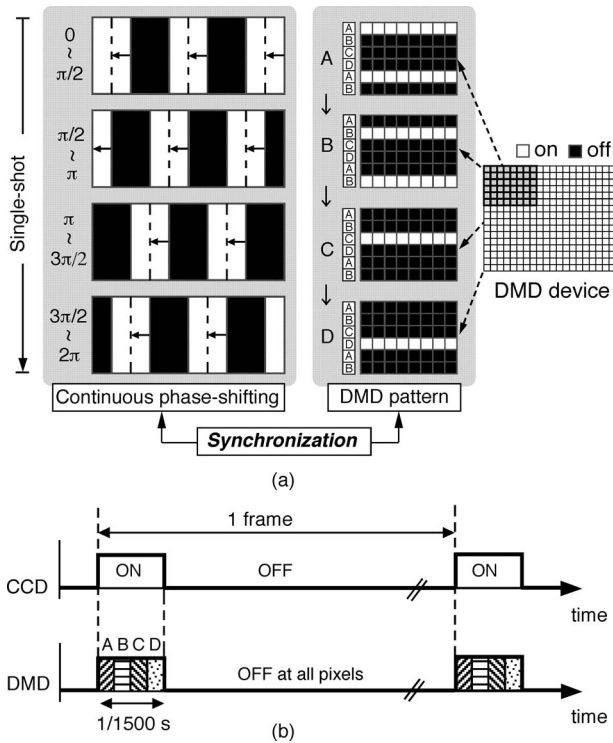 Single-shot
0
~
π/2
π/2
~
π
π
~
3π/2
3π/2
~
2π
Continuous phase-shifting
A
A
B
C
D
A
B
B
A
B
C
D
A
B
C
A
B
C
D
A
B
D
A
B
C
D
A
B
DMD pattern
on off
DMD device
Synchronization
(a)
1 frame
CCD
ON
OFF
ON
time
A B C D
DMD
OFF at all pixels
time
1/1500 s
(b)